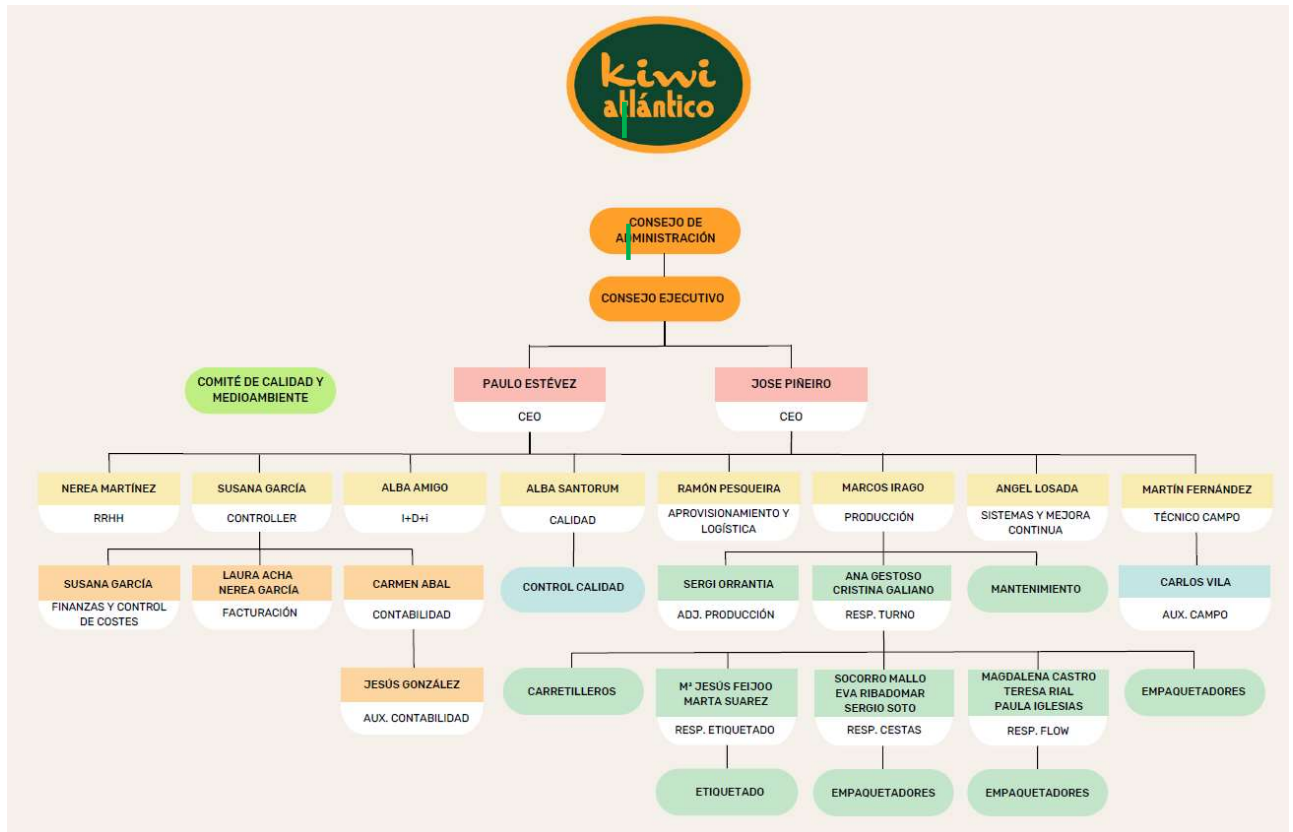 kiwi
atlántico
CONSEJO DE
ADMINISTRACIÓN
CONSEJO EJECUTIVO
COMITÉ DE CALIDAD Y
MEDIOAMBIENTE
PAULO ESTÉVEZ
CEO
JOSE PIÑEIRO
CEO
NEREA MARTÍNEZ
RRHH
SUSANA GARCÍA
CONTROLLER
ALBA AMIGO
I+D+i
ALBA SANTORUM
CALIDAD
RAMÓN PESQUEIRA
APROVISIONAMIENTO Y
LOGÍSTICA
MARCOS IRAGO
PRODUCCIÓN
ANGEL LOSADA
SISTEMAS Y MEJORA
CONTINUA
MARTÍN FERNÁNDEZ
TÉCNICO CAMPO
SUSANA GARCÍA
FINANZAS Y CONTROL
DE COSTES
LAURA ACHA
NEREA GARCÍA
FACTURACIÓN
CARMEN ABAL
CONTABILIDAD
CONTROL CALIDAD
SERGI ORRANTIA
ADJ. PRODUCCIÓN
ANA GESTOSO
CRISTINA GALIANO
RESP. TURNO
MANTENIMIENTO
CARLOS VILA
AUX. CAMPO
JESÚS GONZÁLEZ
AUX. CONTABILIDAD
CARRETILLEROS
Mª JESÚS FEIJOO
MARTA SUAREZ
RESP. ETIQUETADO
SOCORRO MALLO
EVA RIBADOMAR
SERGIO SOTO
RESP. CESTAS
MAGDALENA CASTRO
TERESA RIAL
PAULA IGLESIAS
RESP. FLOW
EMPAQUETADORES
ETIQUETADO
EMPAQUETADORES
EMPAQUETADORES